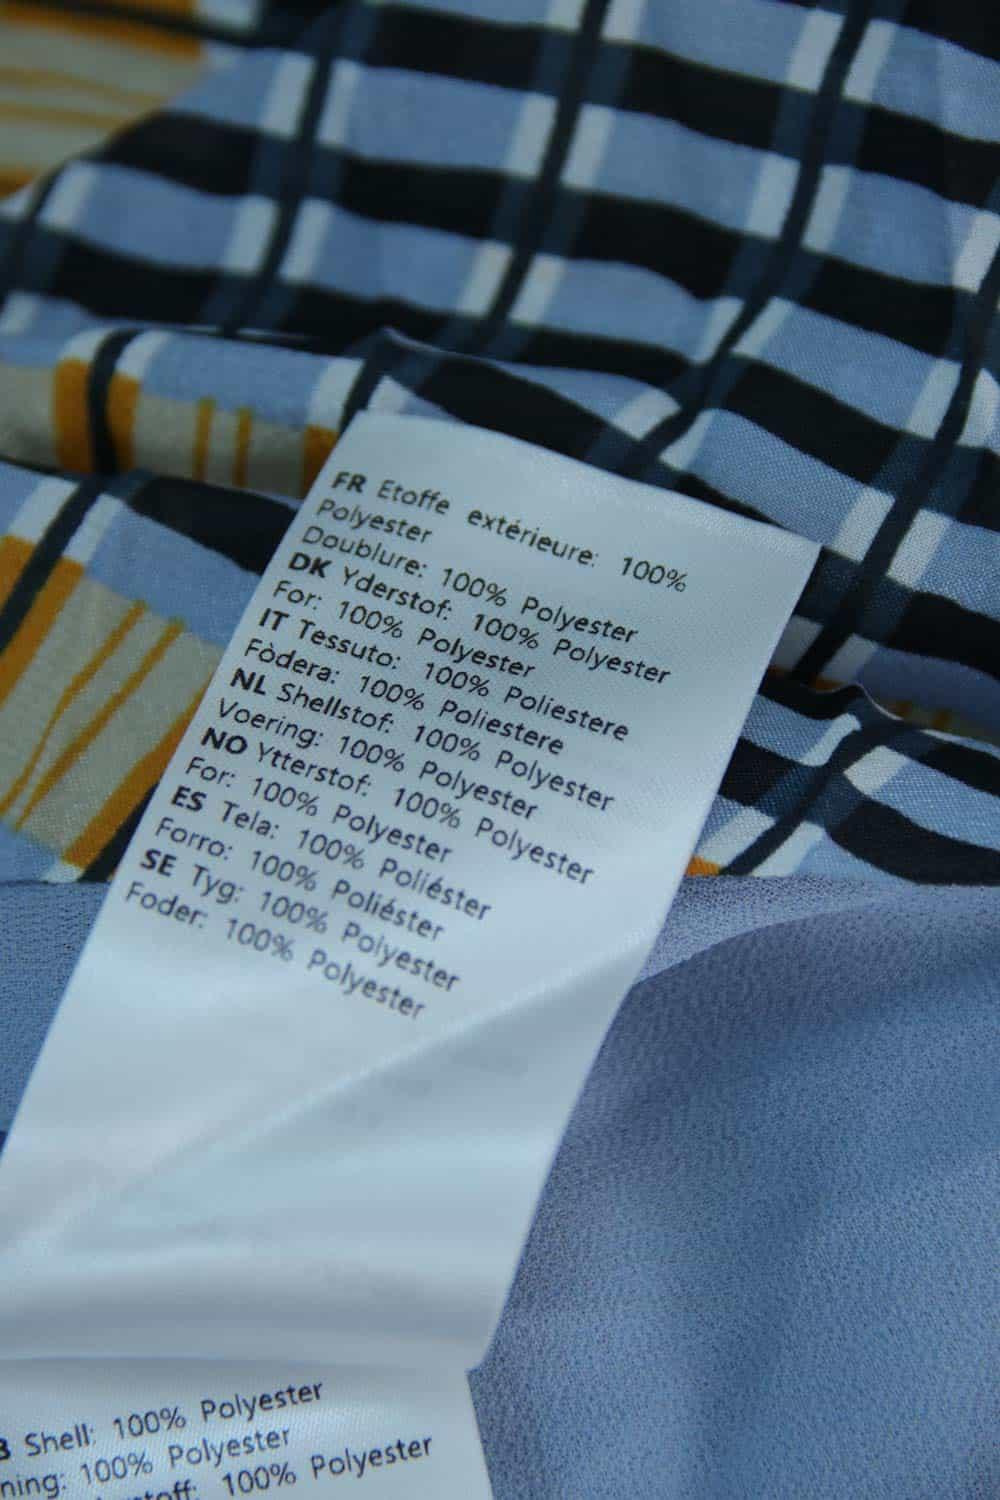 FR Etoffe extérieure: 100%
Polyester
Doublure: 100% Polyester
DK Yderstof: 100% Polyester
For: 100% Polyester
IT Tessuto: 100% Poliestere
Fòdera: 100% Poliestere
NL Shellstof: 100% Polyester
Voering: 100% Polyester
NO Ytterstof: 100% Polyester
For: 100% Polyester
ES Tela: 100% Poliéster
Forro: 100% Poliéster
SE Tyg: 100% Polyester
Foder: 100% Polyester
Shell: 100% Polyester
100% Polyester
100% Polyester